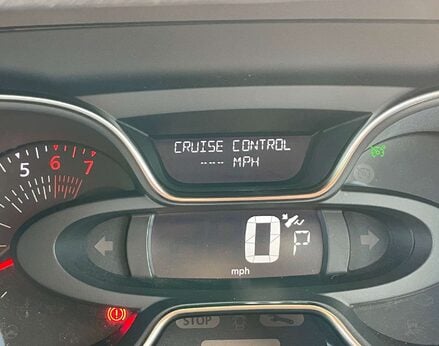 CRUISE CONTROL
---- MPH
5 6 7
0 P
mph
STOP